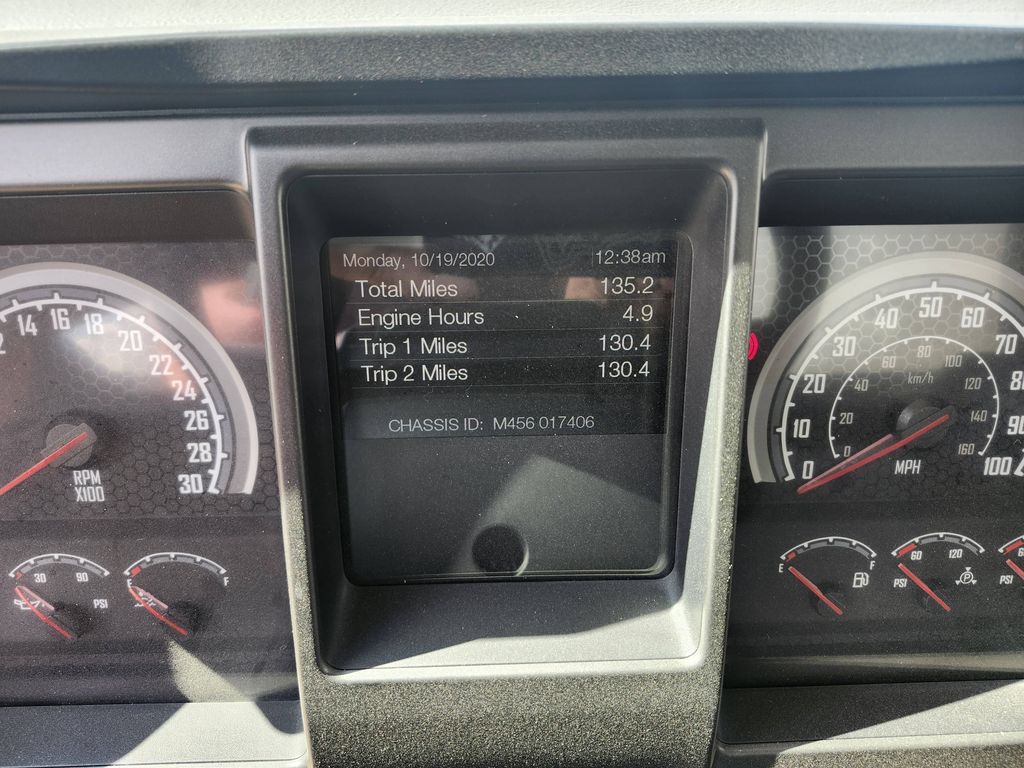 Monday, 10/19/2020 12:38am
Total Miles 135.2
Engine Hours 4.9
Trip 1 Miles 130.4
Trip 2 Miles 130.4
CHASSIS ID: M456 017406
14 16 18 20 22 24 26 28 30
RPM
X100
30 90
PSI
E F
0 10 20 30 40 50 60 70 100
0 20 40 60 80 100 120 140 160
km/h
MPH
E F
60 120
PSI
PSI